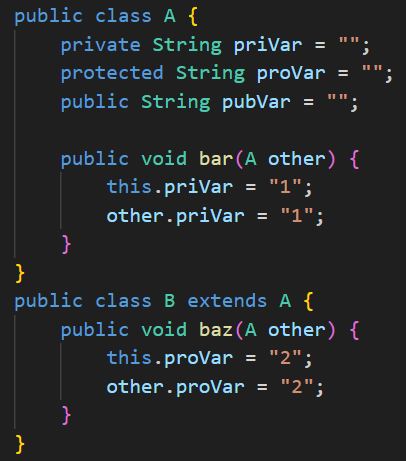 public class A {
    private String priVar = "";
    protected String proVar = "";
    public String pubVar = "";

    public void bar(A other) {
        this.priVar = "1";
        other.priVar = "1";
    }
}
public class B extends A {
    public void baz(A other) {
        this.proVar = "2";
        other.proVar = "2";
    }
}